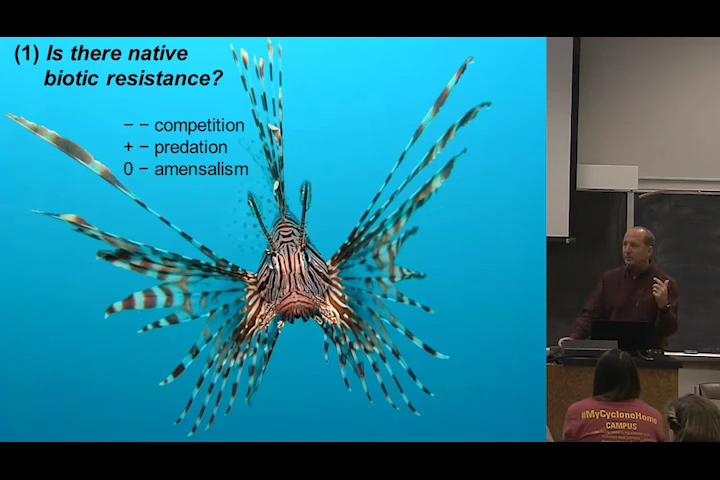 (1) Is there native
biotic resistance?
− − competition
+ − predation
0 − amensalism
#MyCycloneHome
CAMPUS